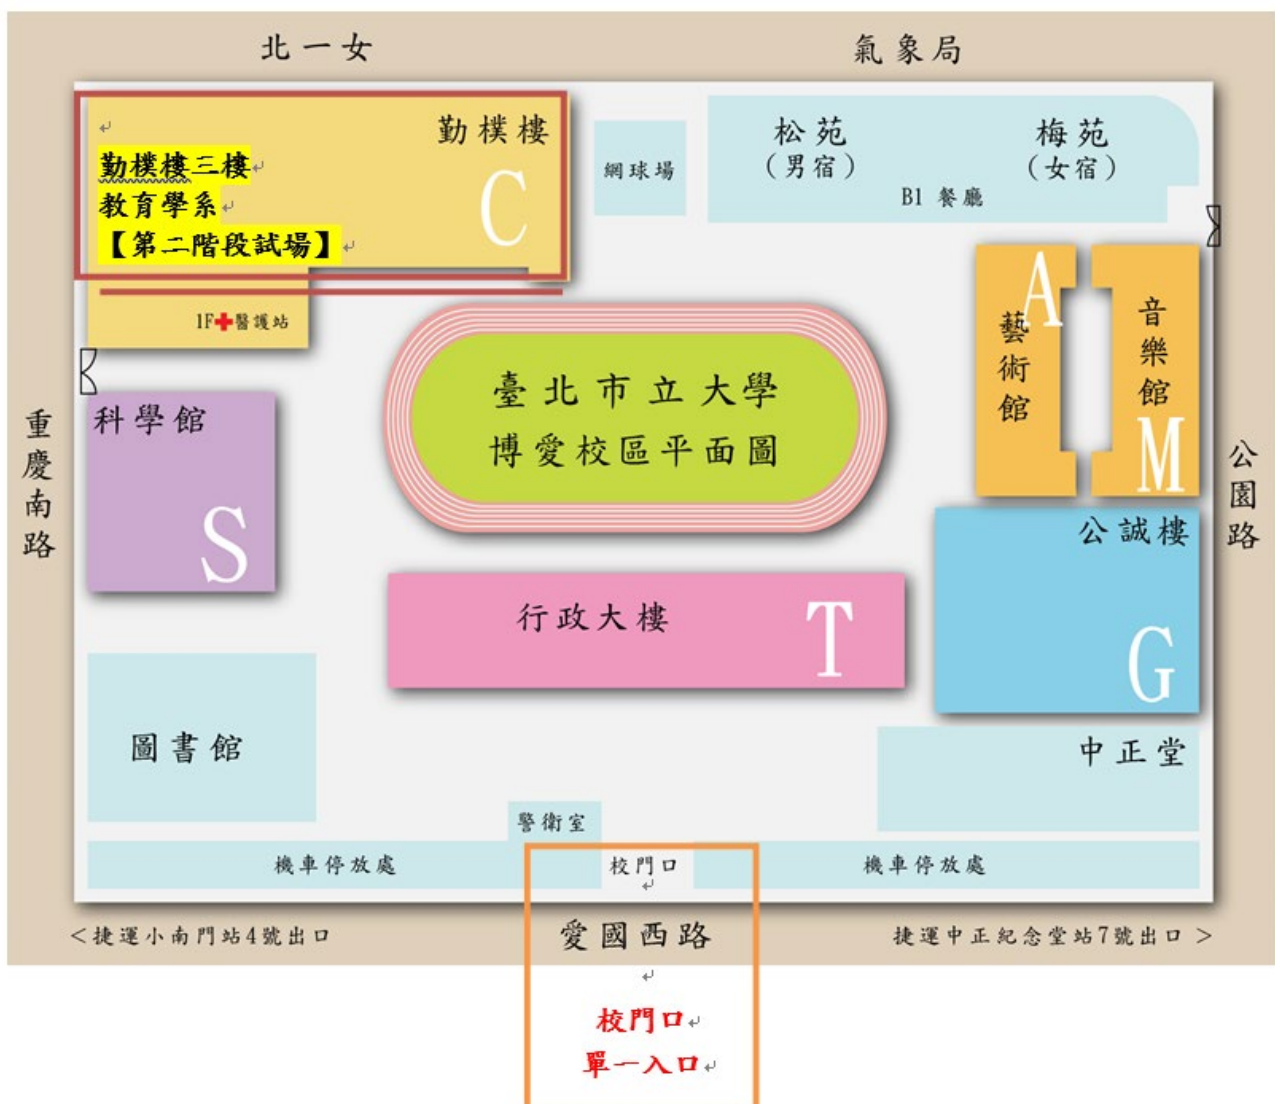 北一女
氣象局
勤樸樓
C
勤樸樓三樓
教育學系
【第二階段試場】
1F醫護站
網球場
松苑
(男宿)
梅苑
(女宿)
B1 餐廳
A
藝術館
音樂館
M
臺北市立大學
博愛校區平面圖
重慶南路
公園路
科學館
S
公誠樓
G
行政大樓
T
圖書館
中正堂
警衛室
機車停放處
校門口
機車停放處
<捷運小南門站4號出口
愛國西路
捷運中正紀念堂站7號出口 >
校門口
單一入口